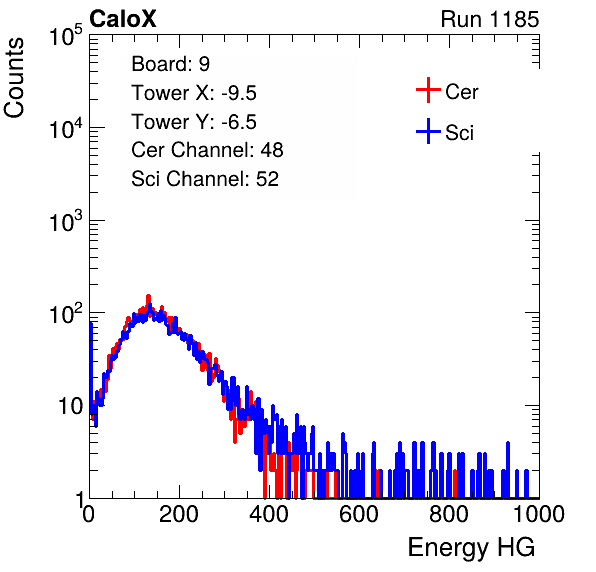 CaloX Run 1185
Counts
Board: 9
Tower X: -9.5
Tower Y: -6.5
Cer Channel: 48
Sci Channel: 52
Cer
Sci
10^5
10^4
10^3
10^2
10
1
0 200 400 600 800 1000
Energy HG